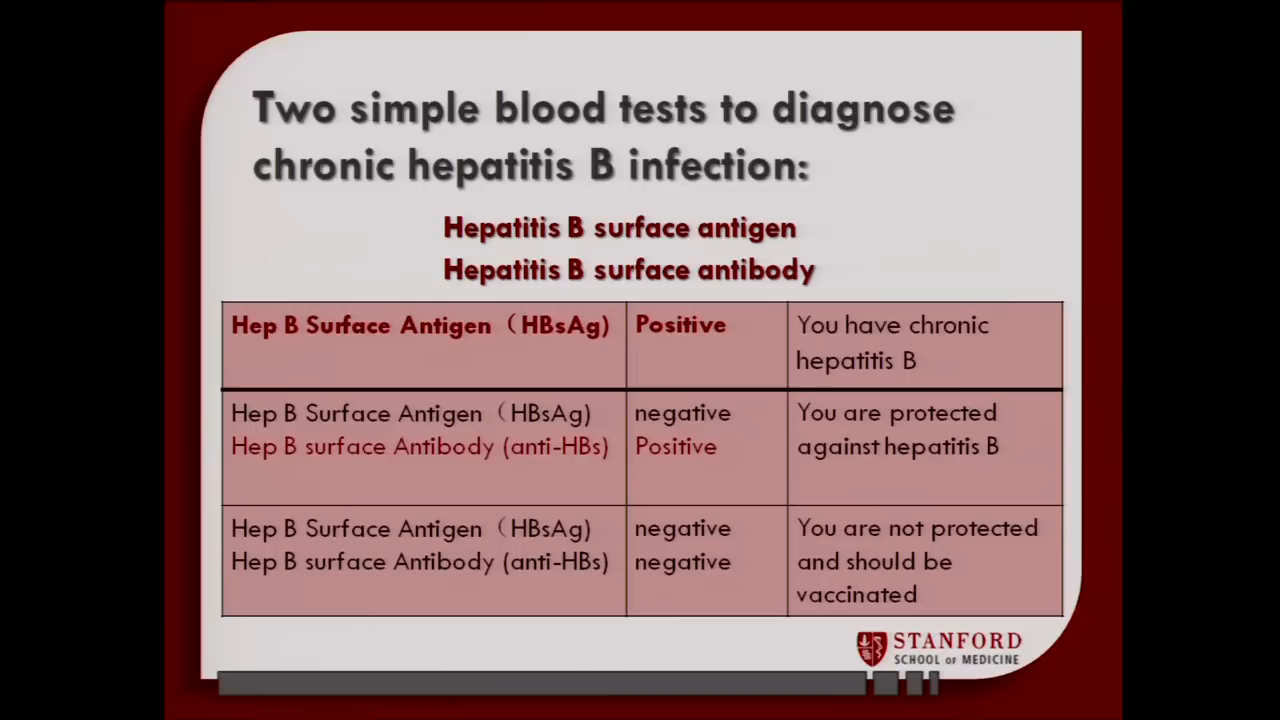 Two simple blood tests to diagnose
chronic hepatitis B infection:
Hepatitis B surface antigen
Hepatitis B surface antibody
Hep B Surface Antigen（HBsAg) Positive You have chronic
hepatitis B
Hep B Surface Antigen（HBsAg) negative You are protected
Hep B surface Antibody (anti-HBs) Positive against hepatitis B
Hep B Surface Antigen（HBsAg) negative You are not protected
Hep B surface Antibody (anti-HBs) negative and should be
vaccinated
STANFORD
SCHOOL OF MEDICINE